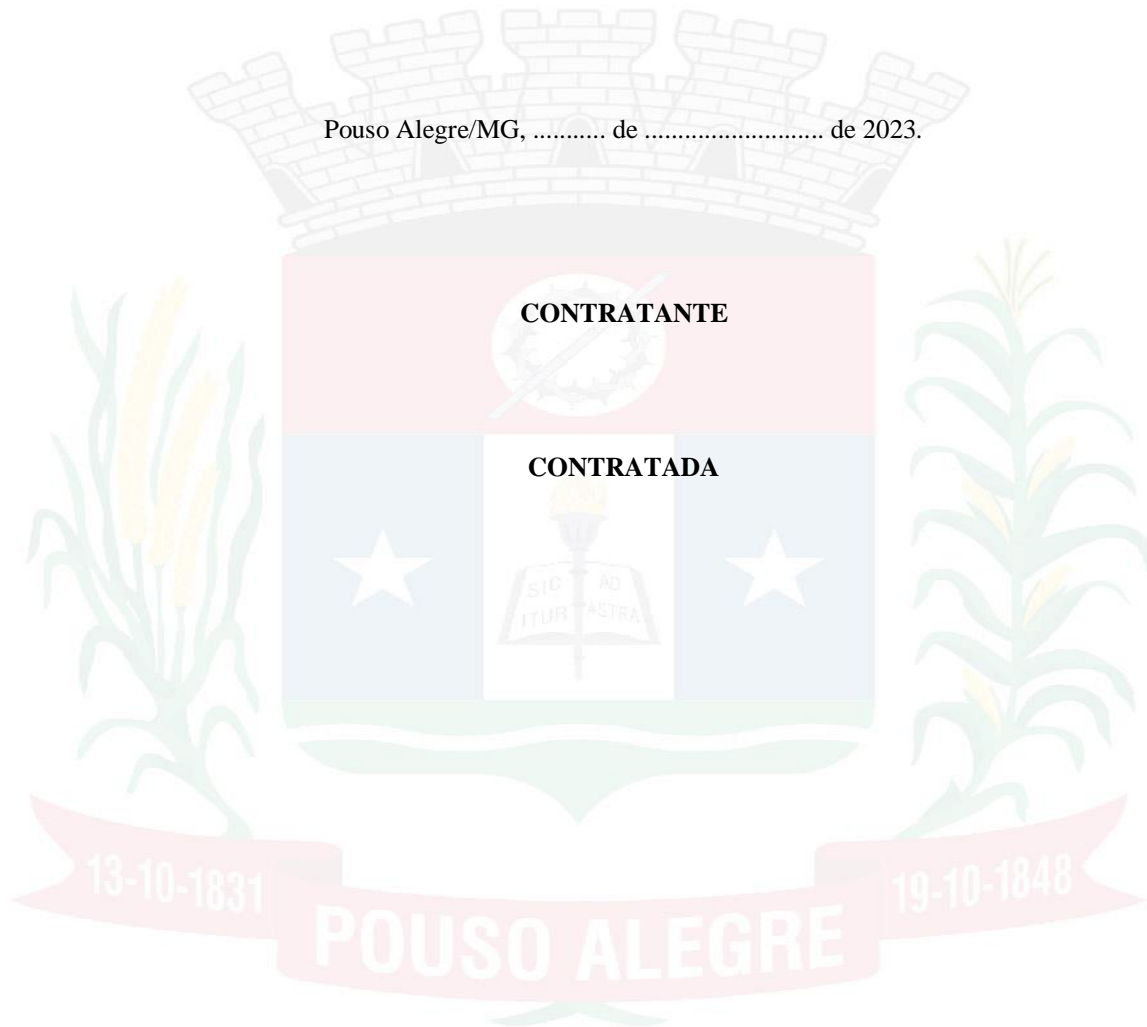 Pouso Alegre/MG, ........... de ........................... de 2023.
CONTRATANTE
CONTRATADA
SIC AD
ITUR ASTRA
13-10-1831
19-10-1848
POUSO ALEGRE